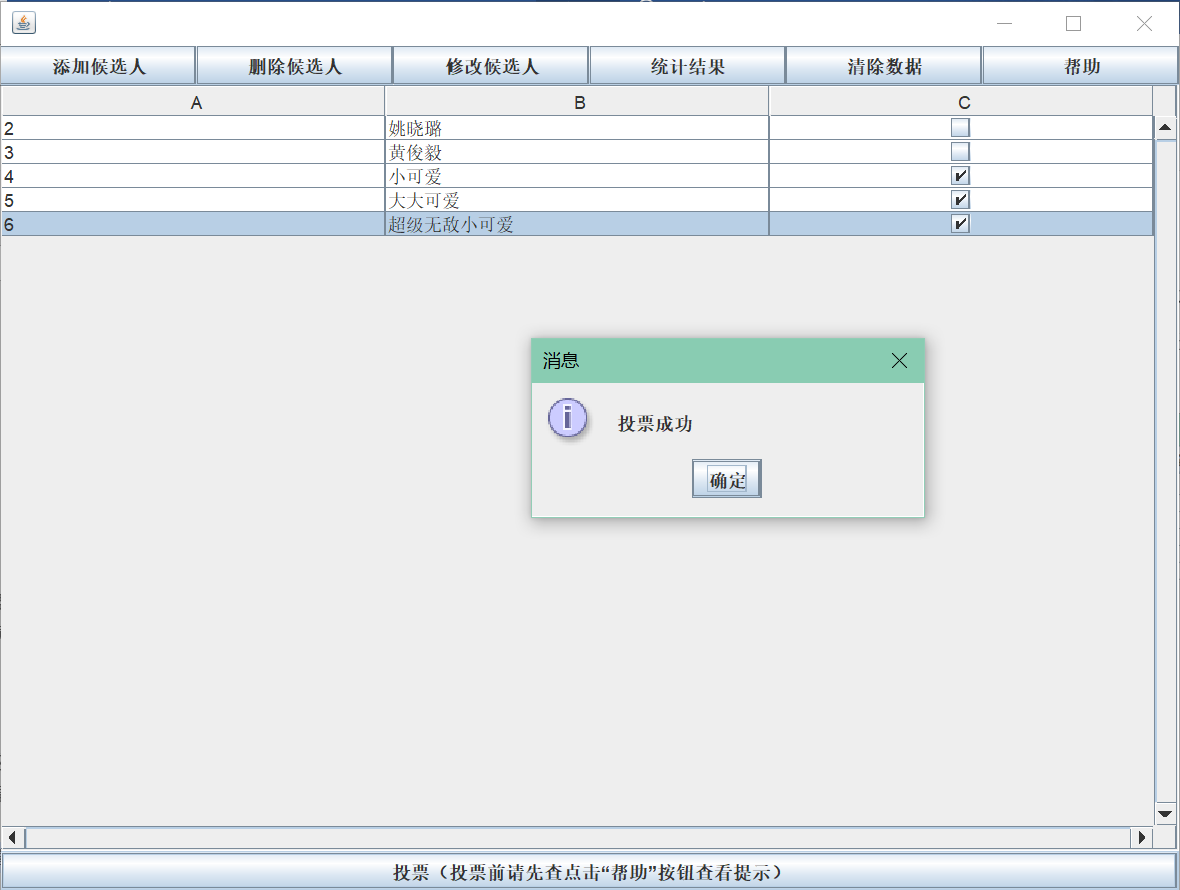 添加候选人 删除候选人 修改候选人 统计结果 清除数据 帮助
A B C
2 姚晓璐
3 黄俊毅
4 小可爱
5 大大可爱
6 超级无敌小可爱
消息
投票成功
确定
投票（投票前请先查点击“帮助”按钮查看提示）